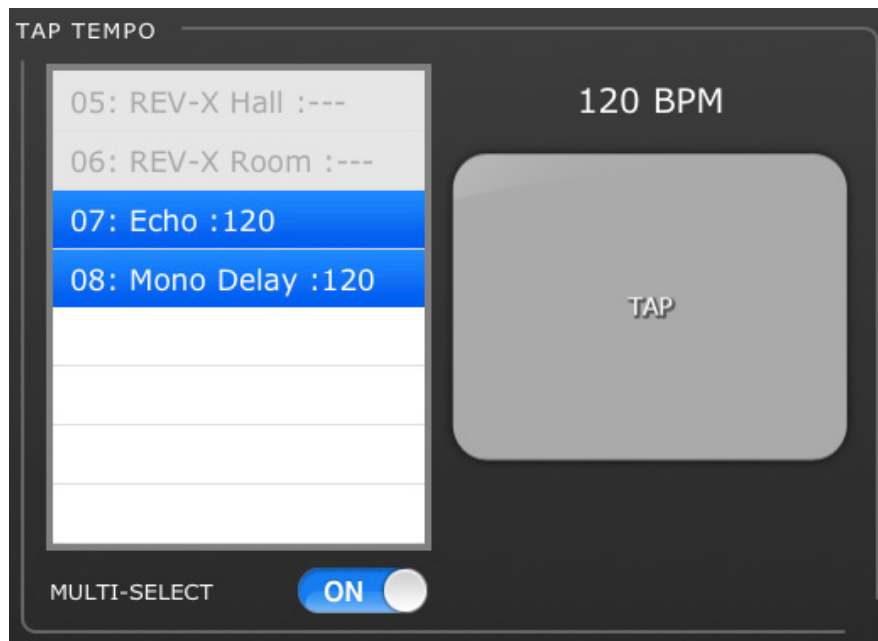 TAP TEMPO
05: REV-X Hall :---
06: REV-X Room :---
07: Echo :120
08: Mono Delay :120
120 BPM
TAP
MULTI-SELECT
ON